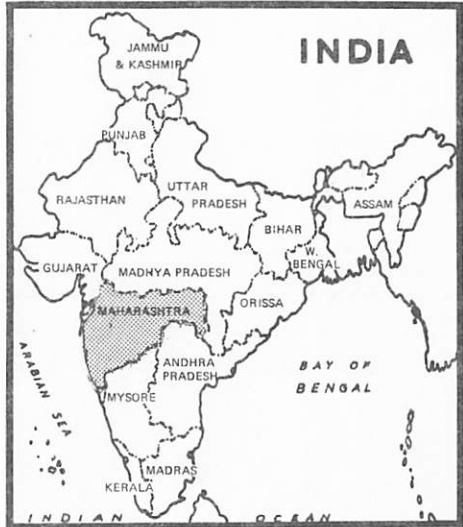 JAMMU
& KASHMIR
INDIA
PUNJAB
RAJASTHAN
UTTAR
PRADESH
ASSAM
BIHAR
W.
BENGAL
GUJARAT
MADHYA PRADESH
ORISSA
MAHARASHTRA
ANDHRA
PRADESH
ARABIAN SEA
BAY OF
BENGAL
MYSORE
MADRAS
KERALA
INDIAN OCEAN